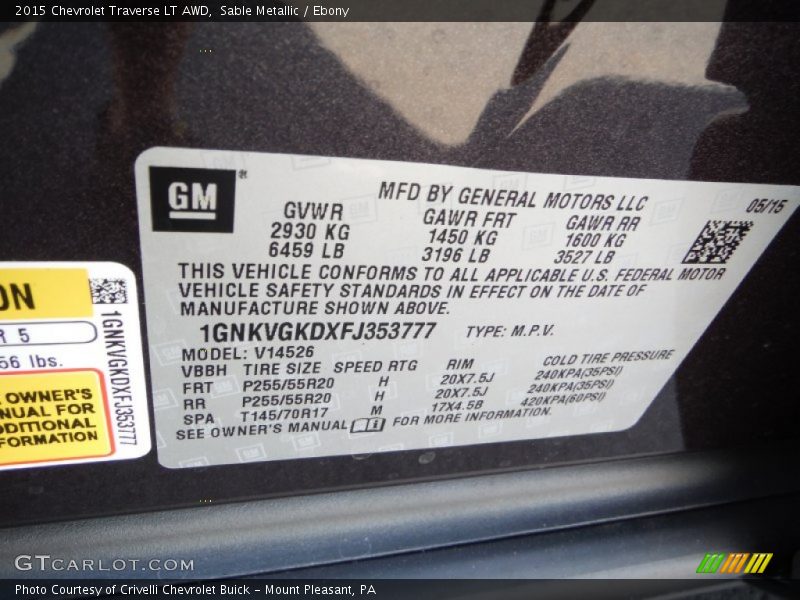 2015 Chevrolet Traverse LT AWD, Sable Metallic / Ebony
GM®
MFD BY GENERAL MOTORS LLC
05/15
GVWR GAWR FRT GAWR RR
2930 KG 1450 KG 1600 KG
6459 LB 3196 LB 3527 LB
THIS VEHICLE CONFORMS TO ALL APPLICABLE U.S. FEDERAL MOTOR
VEHICLE SAFETY STANDARDS IN EFFECT ON THE DATE OF
MANUFACTURE SHOWN ABOVE.
1GNKVGKDXFJ353777 TYPE: M.P.V.
MODEL: V14526
VBBH TIRE SIZE SPEED RTG RIM COLD TIRE PRESSURE
FRT P255/55R20 H 20X7.5J 240KPA(35PSI)
RR P255/55R20 H 20X7.5J 240KPA(35PSI)
SPA T145/70R17 M 17X4.5B 420KPA(60PSI)
SEE OWNER'S MANUAL FOR MORE INFORMATION.
ON
R 5
56 lbs.
OWNER'S
NUAL FOR
DDITIONAL
FORMATION
1GNKVGKDXFJ353777
GTCARLOT.COM
Photo Courtesy of Crivelli Chevrolet Buick - Mount Pleasant, PA